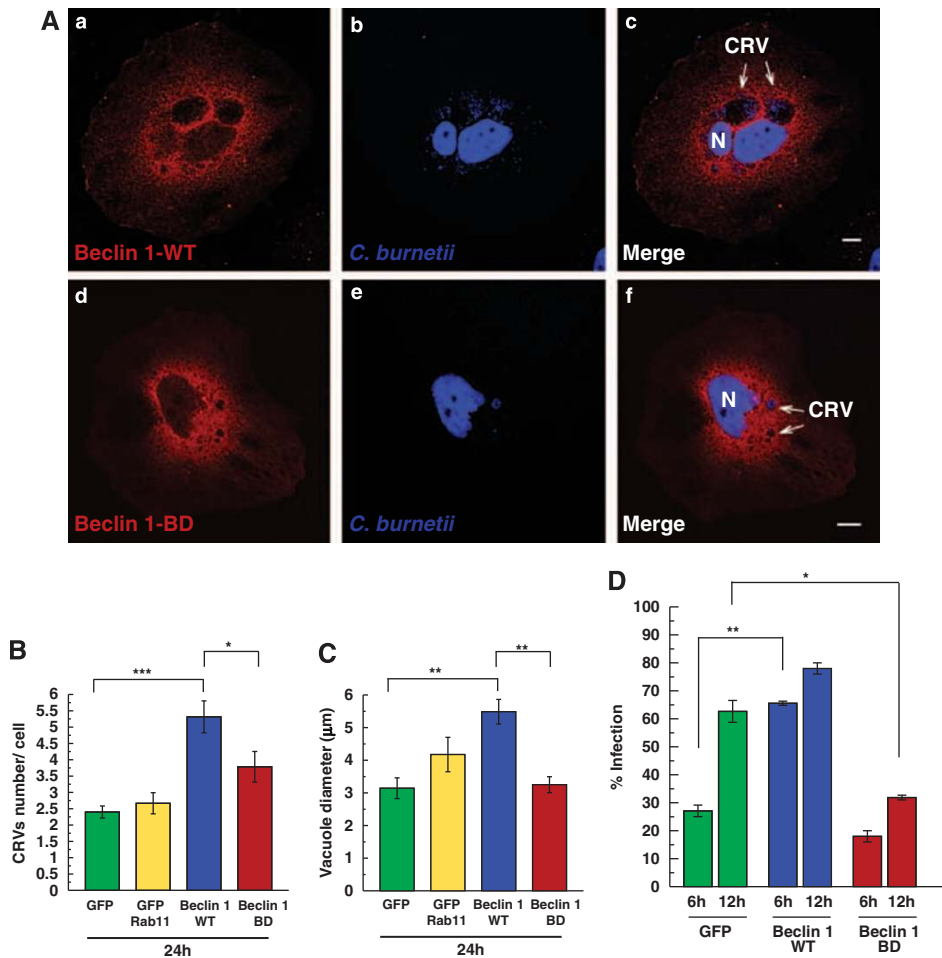 A
a
b
c
CRV
N
Beclin 1-WT
C. burnetii
Merge
d
e
f
N
CRV
Beclin 1-BD
C. burnetii
Merge
B
***
*
CRVs number/ cell
6
5.5
5
4.5
4
3.5
3
2.5
2
1.5
1
0.5
0
GFP
GFP Rab11
Beclin 1 WT
Beclin 1 BD
24h
C
**
**
Vacuole diameter (μm)
6
5
4
3
2
1
0
GFP
GFP Rab11
Beclin 1 WT
Beclin 1 BD
24h
D
*
**
% Infection
100
90
80
70
60
50
40
30
20
10
0
6h 12h 6h 12h 6h 12h
GFP
Beclin 1 WT
Beclin 1 BD